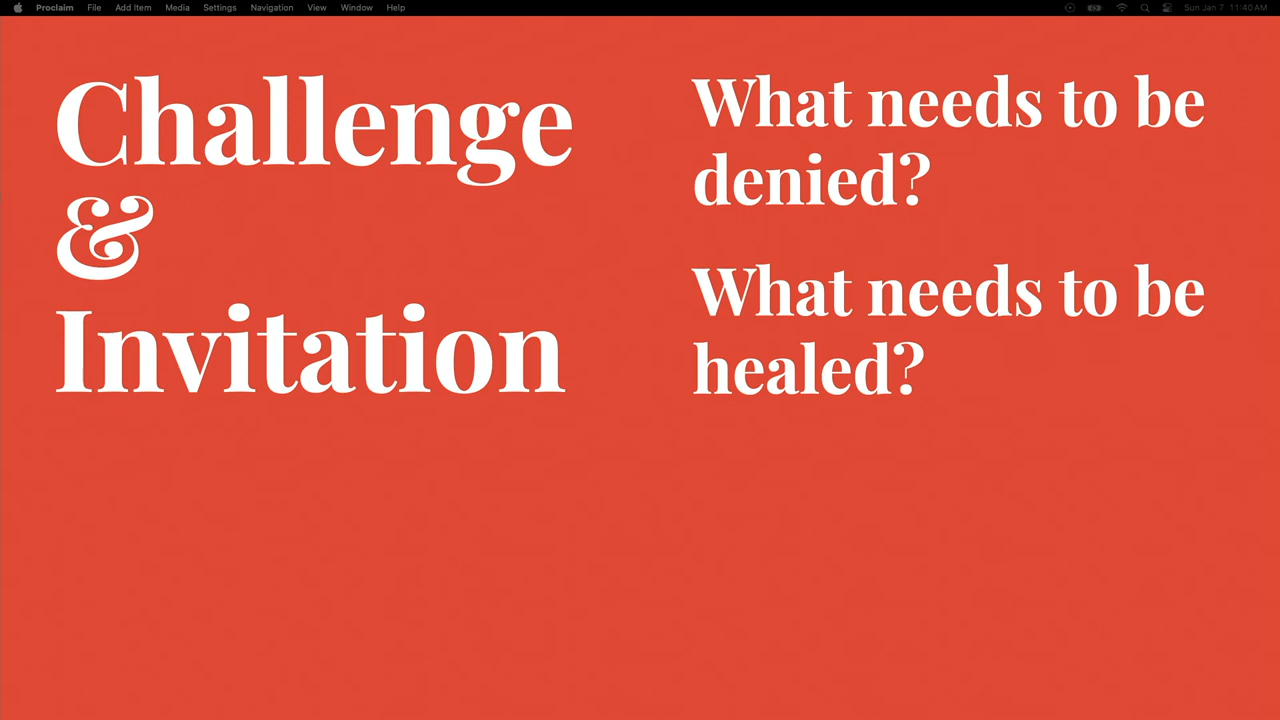 Proclaim File Add Item Media Settings Navigation View Window Help Sun Jan 7 11:40 AM
Challenge
&
Invitation
What needs to be
denied?
What needs to be
healed?